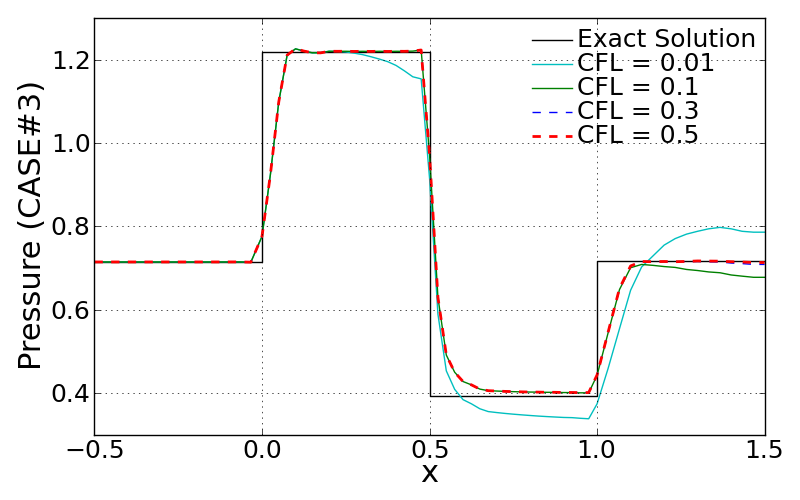 Pressure (CASE#3)
1.2
1.0
0.8
0.6
0.4
Exact Solution
CFL = 0.01
CFL = 0.1
CFL = 0.3
CFL = 0.5
−0.5 0.0 0.5 1.0 1.5
x